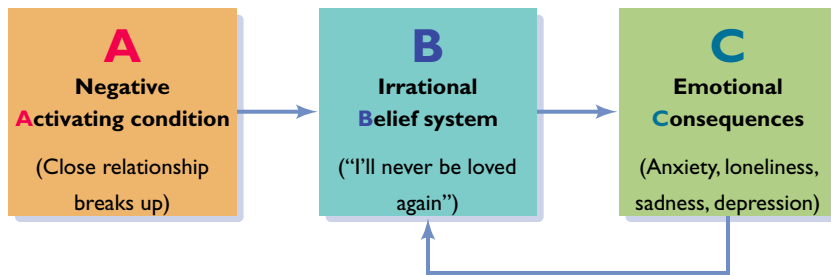 A
Negative
Activating condition
(Close relationship
breaks up)
B
Irrational
Belief system
(“I’ll never be loved
again”)
C
Emotional
Consequences
(Anxiety, loneliness,
sadness, depression)